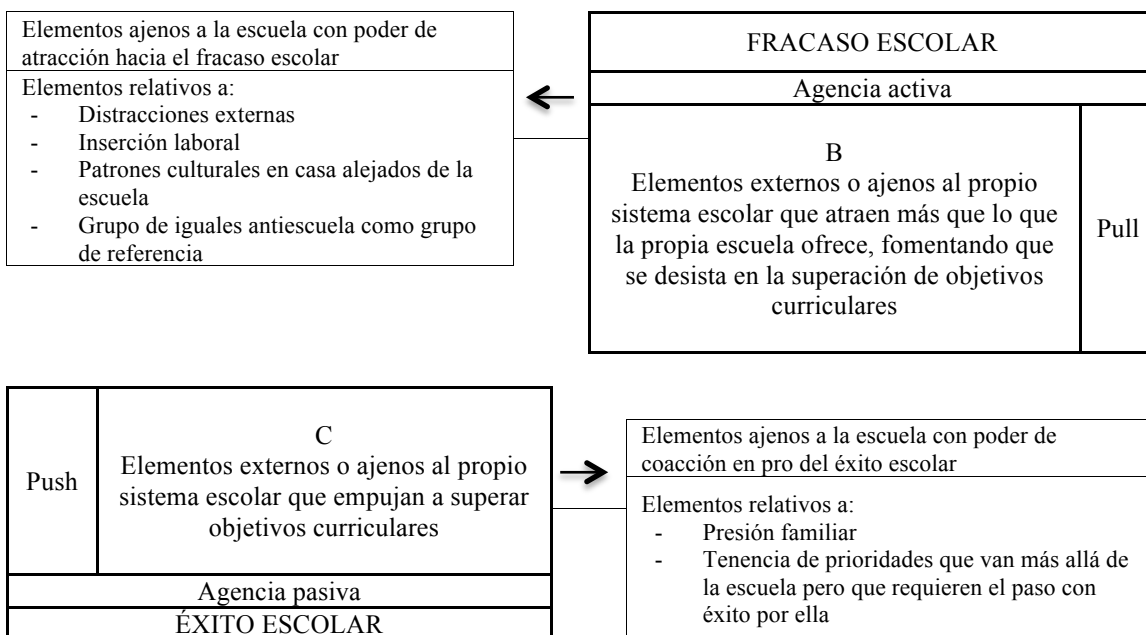 Elementos ajenos a la escuela con poder de
atracción hacia el fracaso escolar
Elementos relativos a:
- Distracciones externas
- Inserción laboral
- Patrones culturales en casa alejados de la
escuela
- Grupo de iguales antiescuela como grupo
de referencia
FRACASO ESCOLAR
Agencia activa
B
Elementos externos o ajenos al propio
sistema escolar que atraen más que lo que
la propia escuela ofrece, fomentando que
se desista en la superación de objetivos
curriculares
Pull
Push
C
Elementos externos o ajenos al propio
sistema escolar que empujan a superar
objetivos curriculares
Agencia pasiva
ÉXITO ESCOLAR
Elementos ajenos a la escuela con poder de
coacción en pro del éxito escolar
Elementos relativos a:
- Presión familiar
- Tenencia de prioridades que van más allá de
la escuela pero que requieren el paso con
éxito por ella